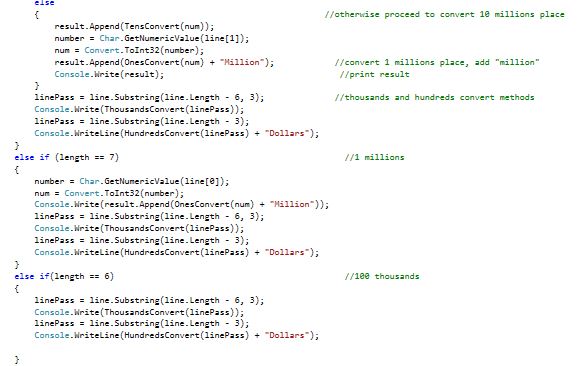 else
{ //otherwise proceed to convert 10 millions place
result.Append(TensConvert(num));
number = Char.GetNumericValue(line[1]);
num = Convert.ToInt32(number);
result.Append(OnesConvert(num) + "Million"); //convert 1 millions place, add "million"
Console.Write(result); //print result
}
linePass = line.Substring(line.Length - 6, 3); //thousands and hundreds convert methods
Console.Write(ThousandsConvert(linePass));
linePass = line.Substring(line.Length - 3);
Console.WriteLine(HundredsConvert(linePass) + "Dollars");
}
else if (length == 7) //1 millions
{
number = Char.GetNumericValue(line[0]);
num = Convert.ToInt32(number);
Console.Write(result.Append(OnesConvert(num) + "Million"));
linePass = line.Substring(line.Length - 6, 3);
Console.Write(ThousandsConvert(linePass));
linePass = line.Substring(line.Length - 3);
Console.WriteLine(HundredsConvert(linePass) + "Dollars");
}
else if(length == 6) //100 thousands
{
linePass = line.Substring(line.Length - 6, 3);
Console.Write(ThousandsConvert(linePass));
linePass = line.Substring(line.Length - 3);
Console.WriteLine(HundredsConvert(linePass) + "Dollars");
}